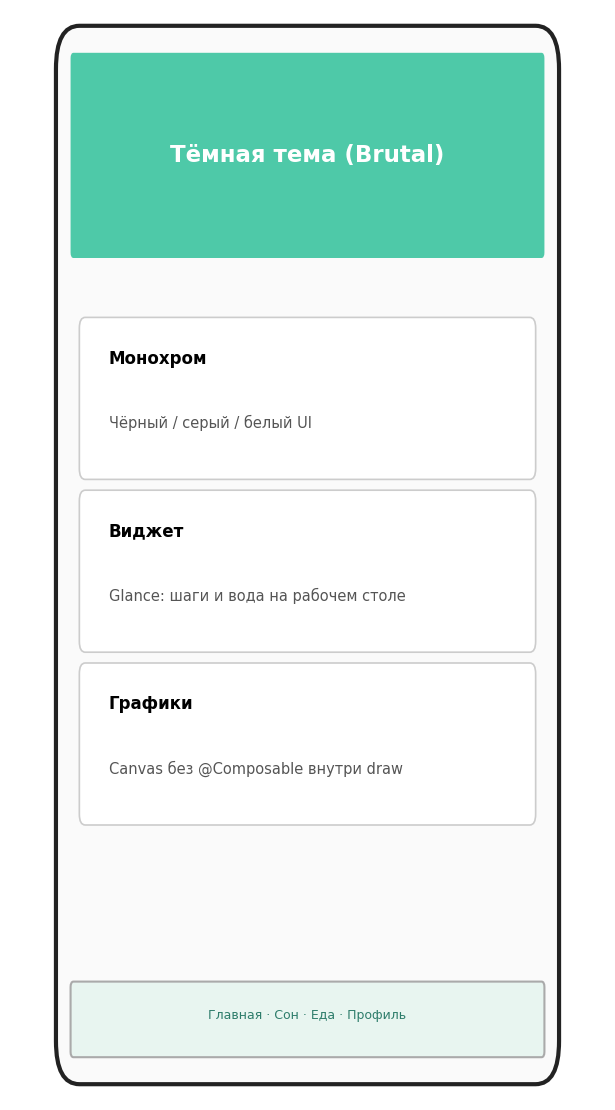 Тёмная тема (Brutal)
Монохром
Чёрный / серый / белый UI
Виджет
Glance: шаги и вода на рабочем столе
Графики
Canvas без @Composable внутри draw
Главная · Сон · Еда · Профиль